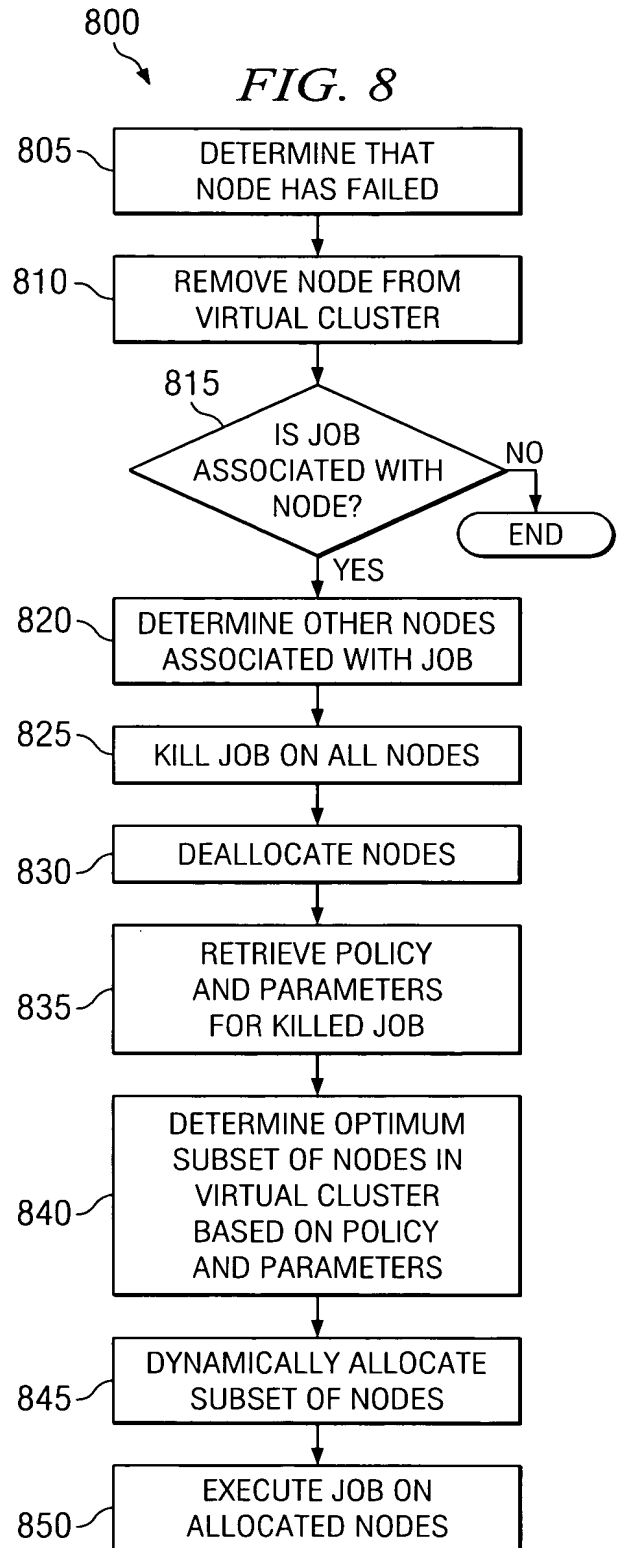 800
FIG. 8
805
DETERMINE THAT
NODE HAS FAILED
810
REMOVE NODE FROM
VIRTUAL CLUSTER
815
IS JOB
ASSOCIATED WITH
NODE?
NO
END
YES
820
DETERMINE OTHER NODES
ASSOCIATED WITH JOB
825
KILL JOB ON ALL NODES
830
DEALLOCATE NODES
835
RETRIEVE POLICY
AND PARAMETERS
FOR KILLED JOB
840
DETERMINE OPTIMUM
SUBSET OF NODES IN
VIRTUAL CLUSTER
BASED ON POLICY
AND PARAMETERS
845
DYNAMICALLY ALLOCATE
SUBSET OF NODES
850
EXECUTE JOB ON
ALLOCATED NODES